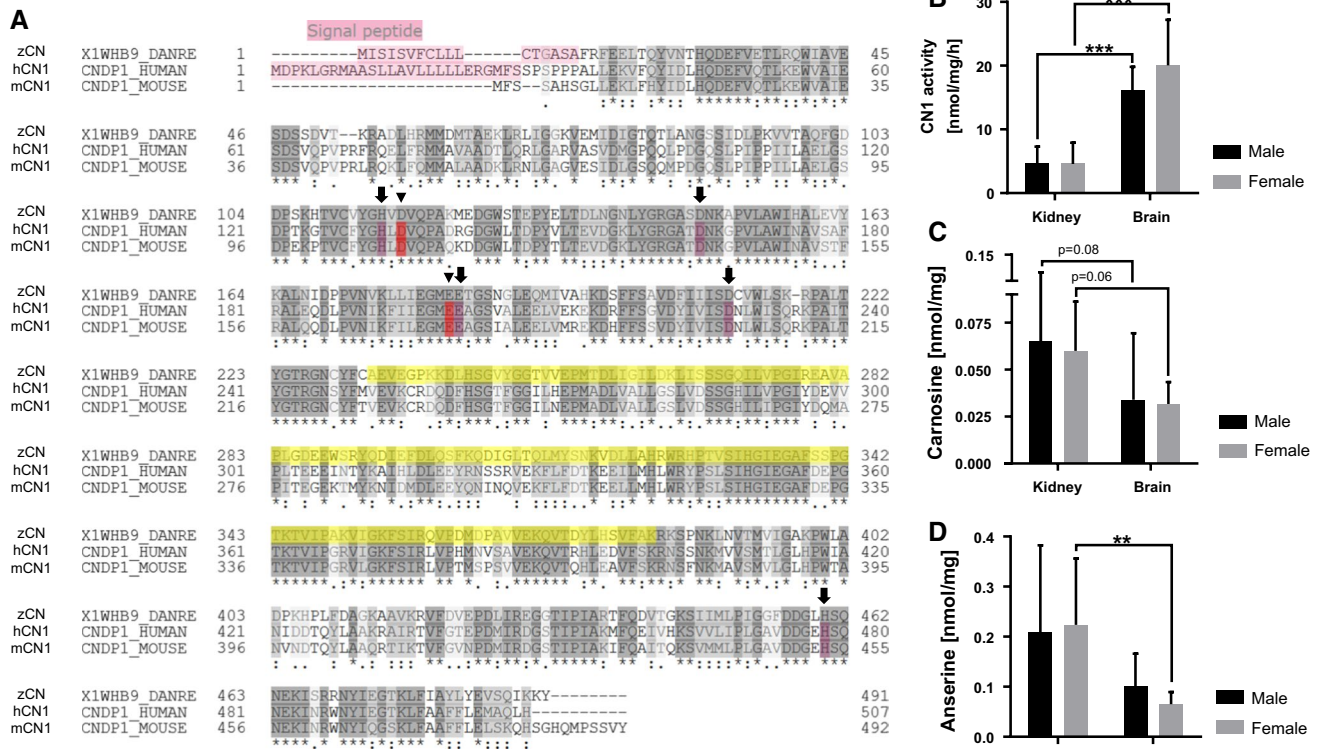 A
Signal peptide
zCN X1WHB9_DANRE 1 -----------MISISVFCLLL------CTGASAFRFEELTQYVNTHQDEFVETLRQWIAVE 45
hCN1 CNDP1_HUMAN 1 MDPKLGRMAASLLAVLLLLLERGMFSSPSPPPALLEKVFQYIDLHQDEFVQTLKEWVAIE 60
mCN1 CNDP1_MOUSE 1 -----------------------MFS--SAHSGLLEKLFHYIDLHQDEFVQTLKEWVAIE 35
zCN X1WHB9_DANRE 46 SDSSDVT--KRADLHRMMDMTAEKLRLIGGKVEMIDIGTQTLANGSSIDLPKVVTAQFGD 103
hCN1 CNDP1_HUMAN 61 SDSVQPVPRFRQELFRMMAVAADTLQRLGARVASVDMGPQQLPDGQSLPIPPIILAELGS 120
mCN1 CNDP1_MOUSE 36 SDSVQPVPRLRQKLFQMMALAADKLRNLGAGVESIDLGSQQMPDGQSLPIPPILLAELGS 95
zCN X1WHB9_DANRE 104 DPSKHTVCVYGHVDVQPAKMEDGWSTEPYELTDLNGNLYGRGASDNKAPVLAWIHALEVY 163
hCN1 CNDP1_HUMAN 121 DPTKGTVCFYGHLDVQPADRGDGWLTDPYVLTEVDGKLYGRGATDNKGPVLAWINAVSAF 180
mCN1 CNDP1_MOUSE 96 DPEKPTVCFYGHLDVQPAQKDDGWLTDPYTLTEVDGKLYGRGATDNKGPVLAWINAVSTF 155
zCN X1WHB9_DANRE 164 KALNIDPPVNVKLLIEGMEETGSNGLEQMIVAHKDSFFSAVDFIIISDCVWLSK-RPALT 222
hCN1 CNDP1_HUMAN 181 RALEQDLPVNIKFIIEGMEEAGSVALEELVEKEKDRFFSGVDYIVISDNLWISQRKPAIT 240
mCN1 CNDP1_MOUSE 156 RALQQDLPVNIKFILEGMEEAGSIALEELVMREKDHFFSSVDYIVISDNLWLSQRKPALT 215
zCN X1WHB9_DANRE 223 YGTRGNCYFCAEVEGPKKDLHSGVYGGTVVEPMTDLIGILDKLISSSGQILVPGIREAVA 282
hCN1 CNDP1_HUMAN 241 YGTRGNSYFMVEVKCRDQDFHSGTFGGILHEPMADLVALLGSLVDSSGHILVPGIYDEVV 300
mCN1 CNDP1_MOUSE 216 YGTRGNCYFTVEVKCRDQDFHSGTFGGILNEPMADLVALLGSLVDSSGHILIPGIYDQMA 275
zCN X1WHB9_DANRE 283 PLGDEEWSRYQDIEFDLQSFKQDIGLTQLMYSNKVDLLAHRWRHPTVSIHGIEGAFSSPG 342
hCN1 CNDP1_HUMAN 301 PLTEEEINTYKAIHLDLEEYRNSSRVEKFLFDTKEEILMHLWRYPSLSIHGIEGAFDEPG 360
mCN1 CNDP1_MOUSE 276 PITEGEKTMYKNIDMDLEEYQNINQVEKFLFDTKEELLMHLWRYPSLSIHGIEGAFDEPG 335
zCN X1WHB9_DANRE 343 TKTVIPAKVIGKFSIRQVPDMDPAVVEKQVTDYLHSVFAKRKSPNKLNVTMVIGAKPWLA 402
hCN1 CNDP1_HUMAN 361 TKTVIPGRVIGKFSIRLVPHMNVSAVEKQVTRHLEDVFSKRNSSNKMVVSMTLGLHPWIA 420
mCN1 CNDP1_MOUSE 336 TKTVIPGRVLGKFSIRLVPTMSPSVVEKQVTQHLEAVFSKRNSFNKMAVSMVLGLHPWTA 395
zCN X1WHB9_DANRE 403 DPKHPLFDAGKAAVKRVFDVEPDLIREGGTIPIARTFQDVTGKSIIMLPIGGFDDGLHSQ 462
hCN1 CNDP1_HUMAN 421 NIDDTQYLAAKRAIRTVFGTEPDMIRDGSTIPIAKMFQEIVHKSVVLIPLGAVDDGEHSQ 480
mCN1 CNDP1_MOUSE 396 NVNDTQYLAAQRTIKTVFGVNPDMIRDGSTIPIAKIFQAITQKSVMMLPLGAVDDGEHSQ 455
zCN X1WHB9_DANRE 463 NEKISRRNYIEGTKLFIAYLYEVSQIKKY-------- 491
hCN1 CNDP1_HUMAN 481 NEKINRWNYIEGTKLFAAFFLEMAQLH---------- 507
mCN1 CNDP1_MOUSE 456 NEKINRWNYIQGSKLFAAFFLELSKQHSGHQMPSSVY 492
B
CN1 activity
[nmol/mg/h]
30
20
10
0
***
***
Kidney
Brain
Male
Female
C
Carnosine [nmol/mg]
0.15
0.075
0.050
0.025
0.000
p=0.08
p=0.06
Kidney
Brain
Male
Female
D
Anserine [nmol/mg]
0.4
0.3
0.2
0.1
0.0
**
Male
Female